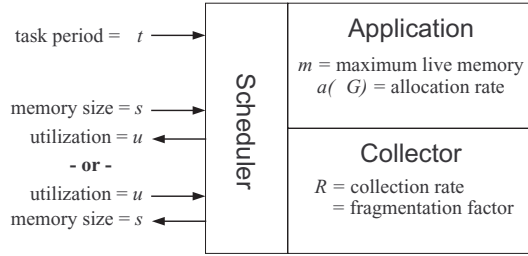 task period = t
memory size = s
utilization = u
- or -
utilization = u
memory size = s
Scheduler
Application
m = maximum live memory
a( G) = allocation rate
Collector
R = collection rate
= fragmentation factor